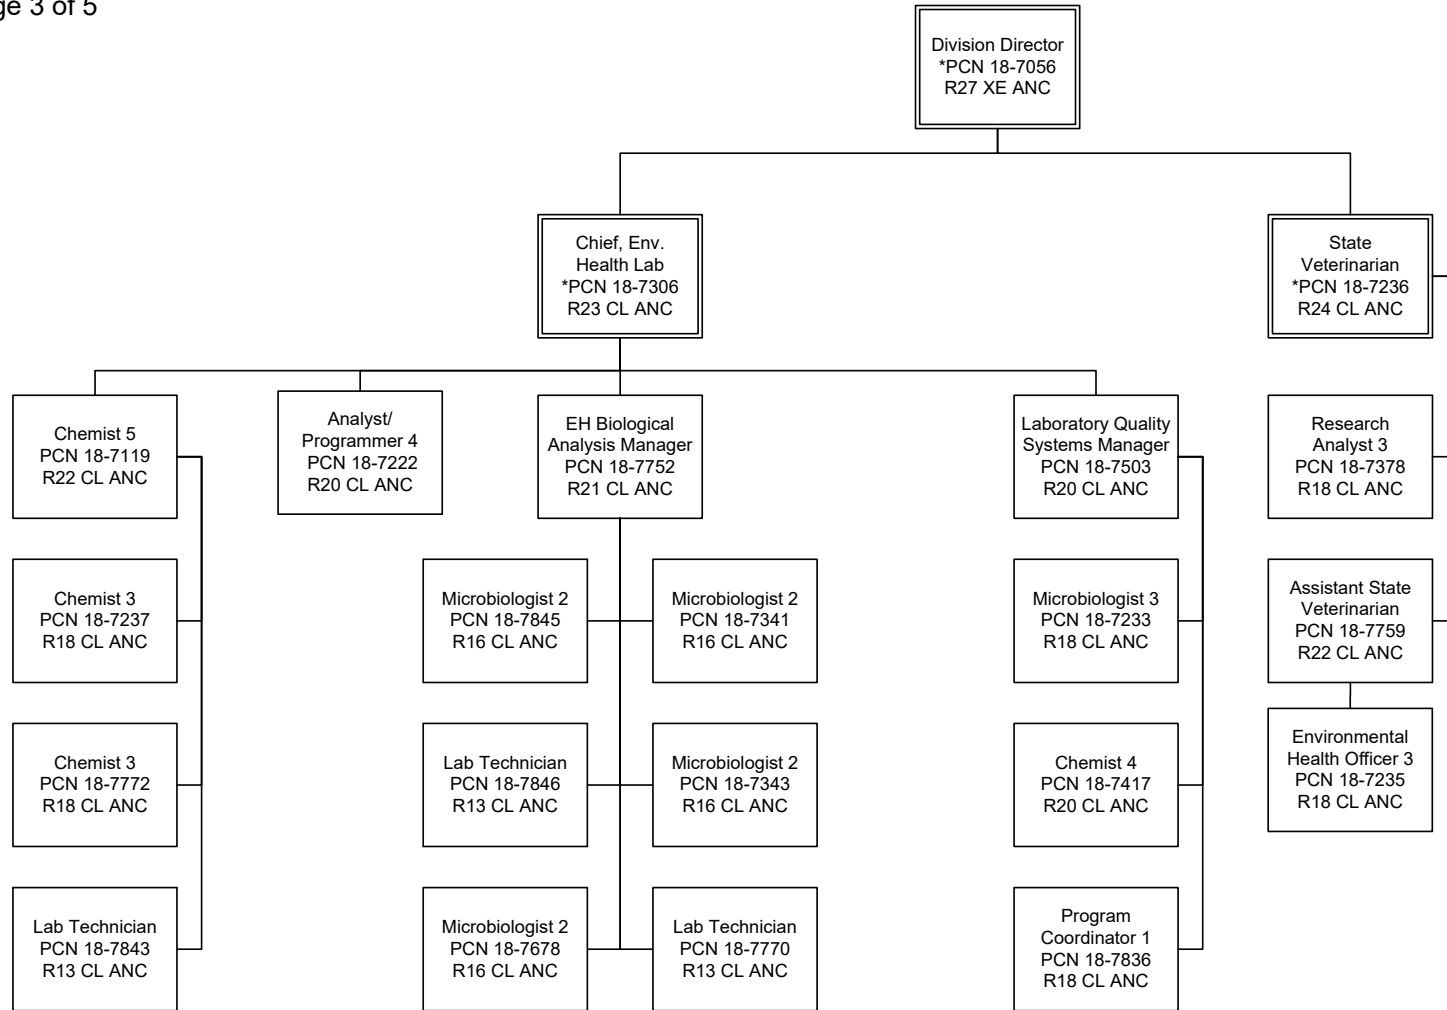 ge 3 of 5
Division Director
*PCN 18-7056
R27 XE ANC
Chief, Env.
Health Lab
*PCN 18-7306
R23 CL ANC
State
Veterinarian
*PCN 18-7236
R24 CL ANC
Chemist 5
PCN 18-7119
R22 CL ANC
Analyst/
Programmer 4
PCN 18-7222
R20 CL ANC
EH Biological
Analysis Manager
PCN 18-7752
R21 CL ANC
Laboratory Quality
Systems Manager
PCN 18-7503
R20 CL ANC
Research
Analyst 3
PCN 18-7378
R18 CL ANC
Chemist 3
PCN 18-7237
R18 CL ANC
Microbiologist 2
PCN 18-7845
R16 CL ANC
Microbiologist 2
PCN 18-7341
R16 CL ANC
Microbiologist 3
PCN 18-7233
R18 CL ANC
Assistant State
Veterinarian
PCN 18-7759
R22 CL ANC
Chemist 3
PCN 18-7772
R18 CL ANC
Lab Technician
PCN 18-7846
R13 CL ANC
Microbiologist 2
PCN 18-7343
R16 CL ANC
Chemist 4
PCN 18-7417
R20 CL ANC
Environmental
Health Officer 3
PCN 18-7235
R18 CL ANC
Lab Technician
PCN 18-7843
R13 CL ANC
Microbiologist 2
PCN 18-7678
R16 CL ANC
Lab Technician
PCN 18-7770
R13 CL ANC
Program
Coordinator 1
PCN 18-7836
R18 CL ANC